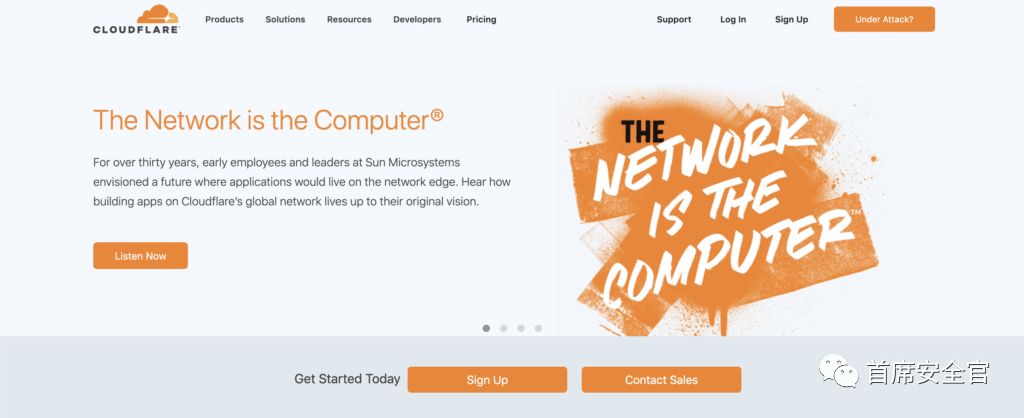 CLOUDFLARE
Products Solutions Resources Developers Pricing Support Log In Sign Up Under Attack?
The Network is the Computer®
For over thirty years, early employees and leaders at Sun Microsystems
envisioned a future where applications would live on the network edge. Hear how
building apps on Cloudflare's global network lives up to their original vision.
Listen Now
THE
NETWORK
IS THE
COMPUTER™
Get Started Today Sign Up Contact Sales
首席安全官